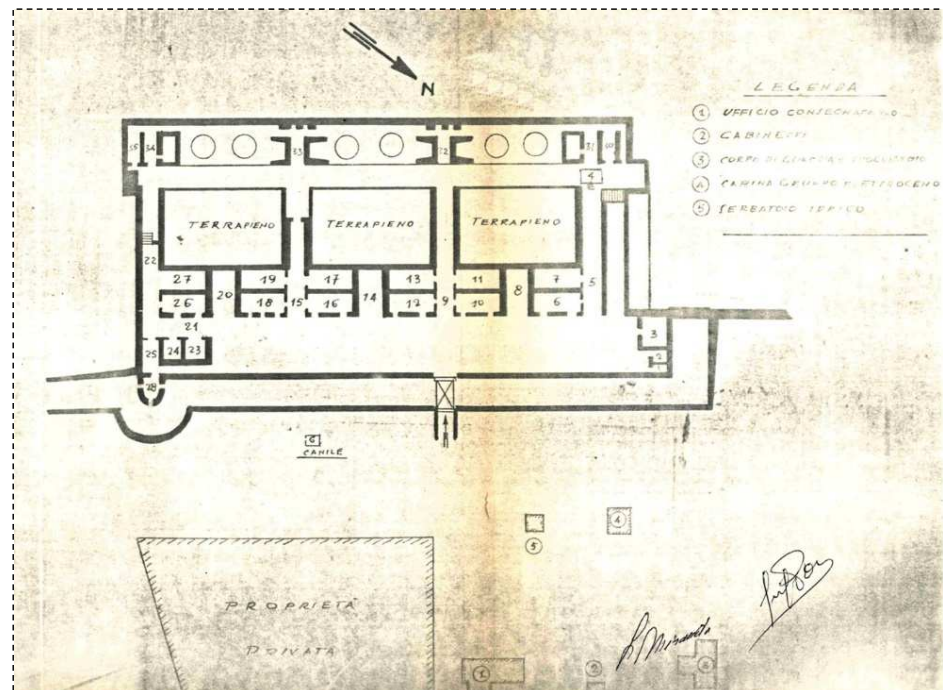 N
LEGENDA
① UFFICIO CONSEGNATARIO
② GABINETTI
③ CORPO DI GUARDIA E
④ CABINA GRUPPO ELETTROGENO
⑤ SERBATOIO IDRICO
35 34 33 32 31 30
4
TERRAPIENO TERRAPIENO TERRAPIENO
22
27 19 17 13 11 7 5
20 15 14 9 8
26 18 16 12 10 6
21
25 24 23
3
2
28
C
CANILE
⑤ ④
PROPRIETÀ
PRIVATA
① ②